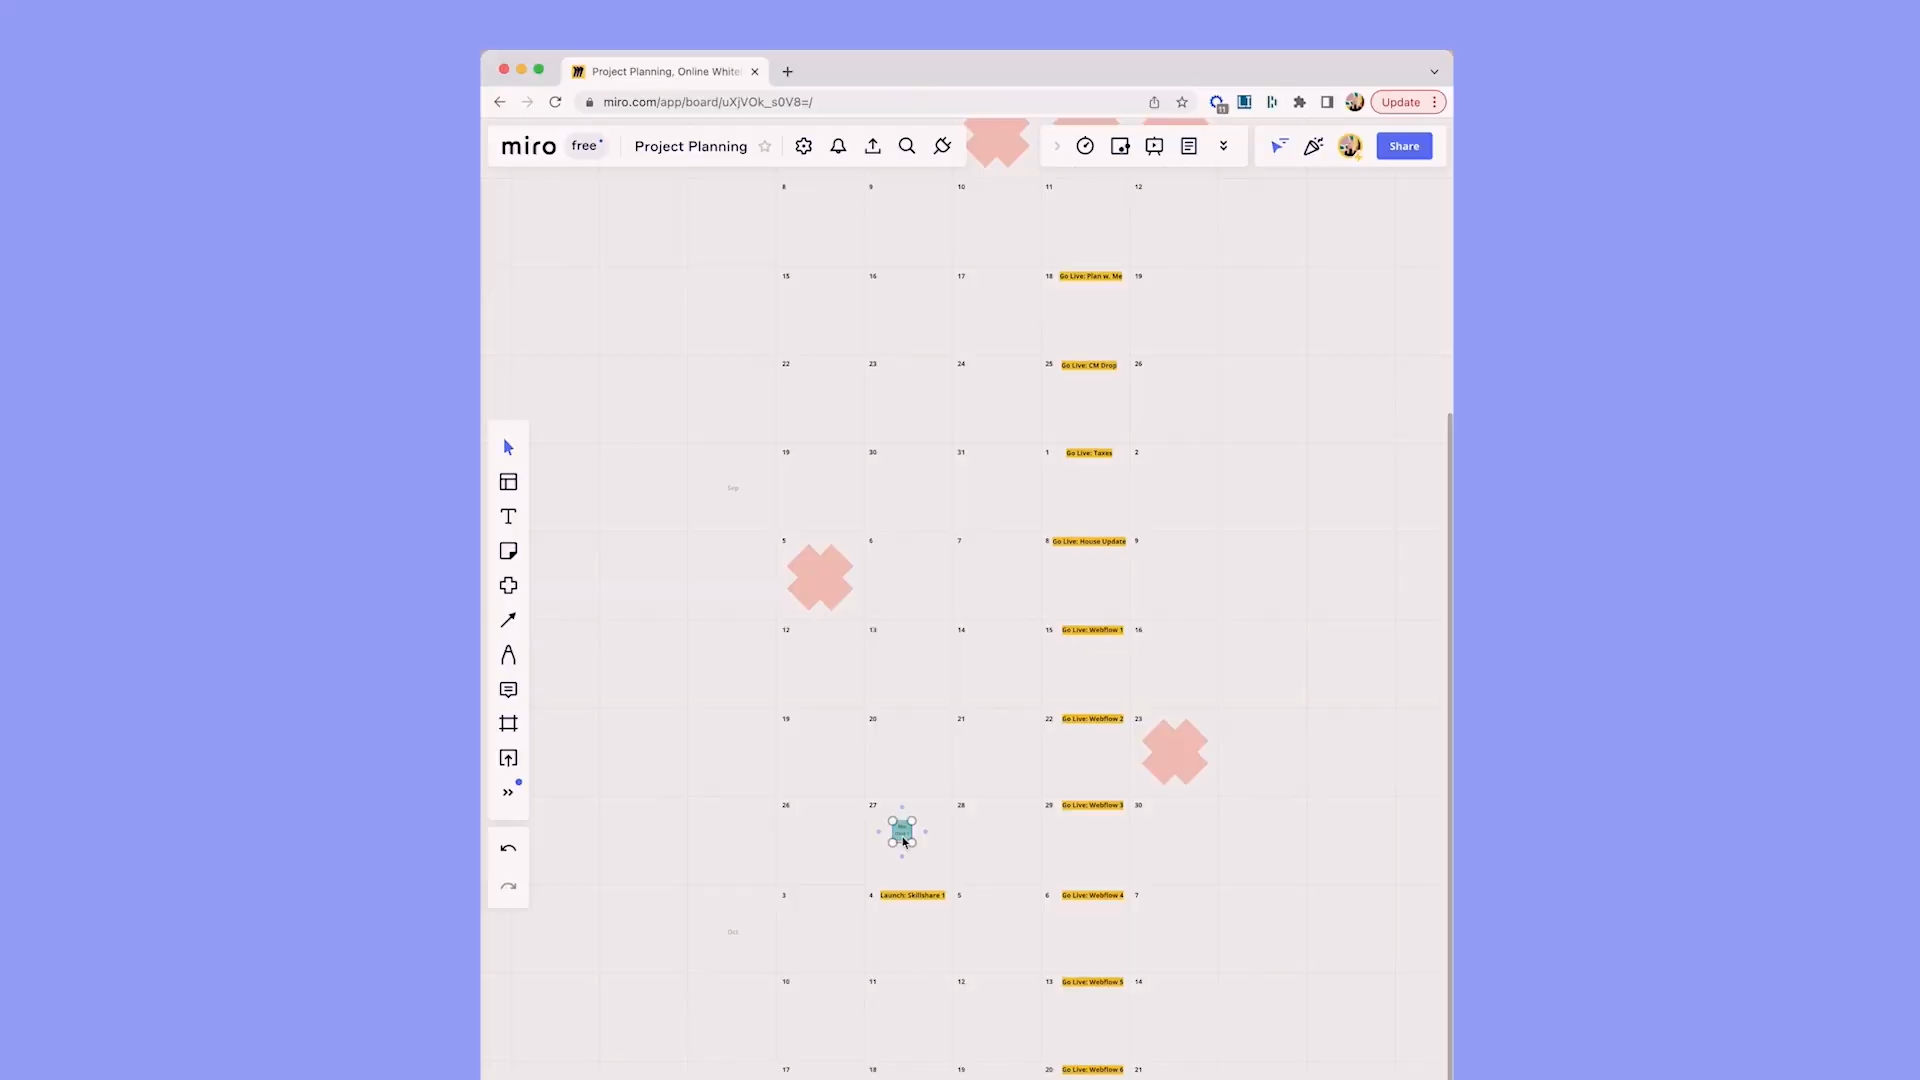 Project Planning, Online White
miro.com/app/board/uXjVOk_s0V8=/
11
Update
miro
free
Project Planning
Share
8 9 10 11 12
15 16 17 18 Go Live: Plan w. Me 19
22 23 24 25 Go Live: CM Drop 26
19 30 31 1 Go Live: Taxes 2
Sep
5 6 7 8 Go Live: House Update 9
12 13 14 15 Go Live: Webflow 1 16
19 20 21 22 Go Live: Webflow 2 23
26 27 28 29 Go Live: Webflow 3 30
3 4 Launch: Skillshare 1 5 6 Go Live: Webflow 4 7
Oct
10 11 12 13 Go Live: Webflow 5 14
17 18 19 20 Go Live: Webflow 6 21